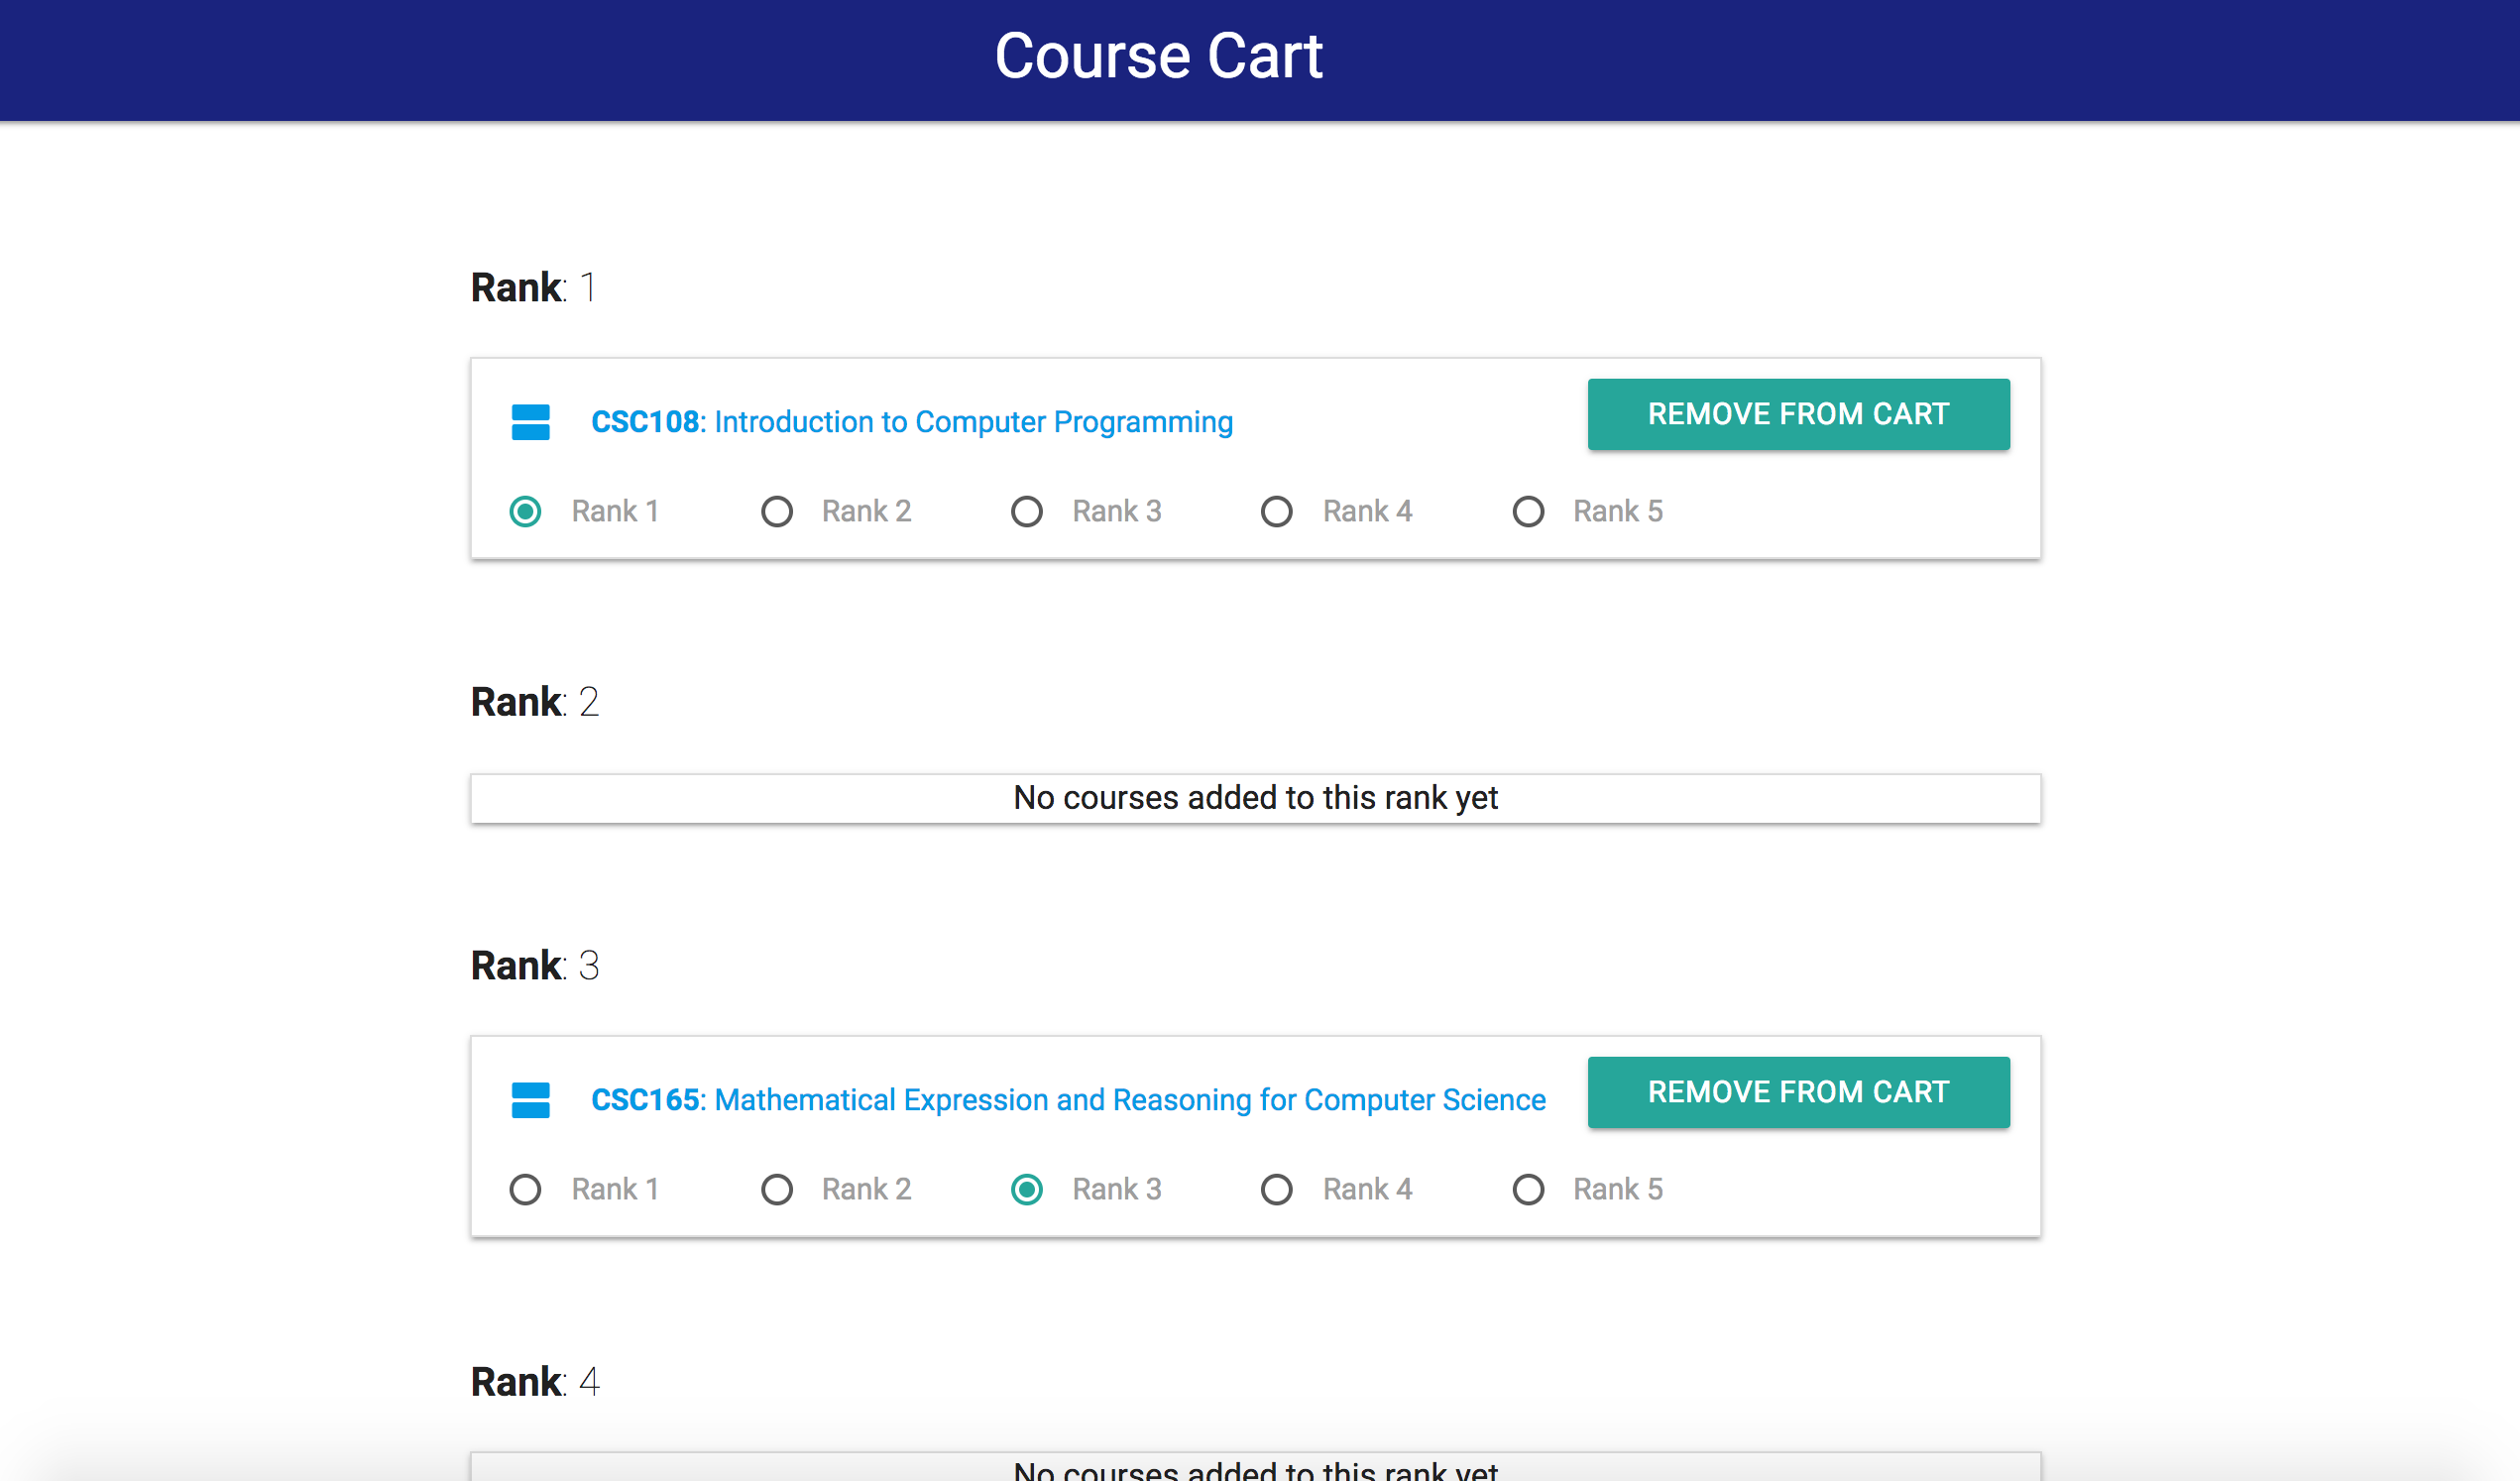 Course Cart
Rank: 1
CSC108: Introduction to Computer Programming
REMOVE FROM CART
Rank 1 Rank 2 Rank 3 Rank 4 Rank 5
Rank: 2
No courses added to this rank yet
Rank: 3
CSC165: Mathematical Expression and Reasoning for Computer Science
REMOVE FROM CART
Rank 1 Rank 2 Rank 3 Rank 4 Rank 5
Rank: 4
No courses added to this rank yet